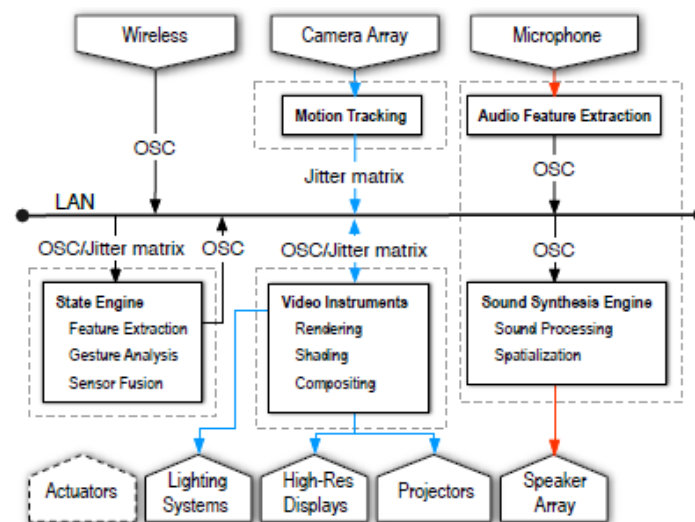 Wireless
Camera Array
Microphone
Motion Tracking
Audio Feature Extraction
OSC
Jitter matrix
OSC
LAN
OSC/Jitter matrix
OSC
OSC/Jitter matrix
OSC
State Engine
Feature Extraction
Gesture Analysis
Sensor Fusion
Video Instruments
Rendering
Shading
Compositing
Sound Synthesis Engine
Sound Processing
Spatialization
Actuators
Lighting
Systems
High-Res
Displays
Projectors
Speaker
Array